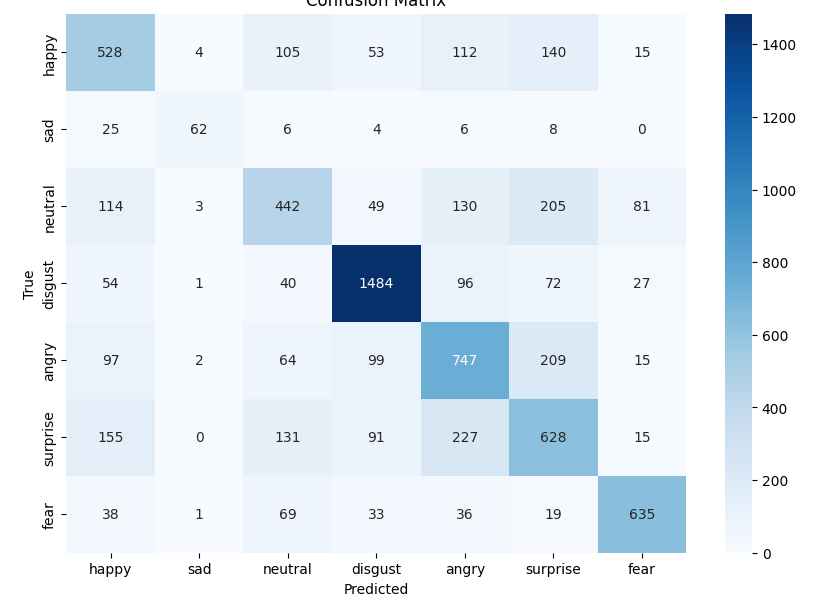 Confusion Matrix
happy 528 4 105 53 112 140 15
sad 25 62 6 4 6 8 0
neutral 114 3 442 49 130 205 81
disgust 54 1 40 1484 96 72 27
angry 97 2 64 99 747 209 15
surprise 155 0 131 91 227 628 15
fear 38 1 69 33 36 19 635
True
happy sad neutral disgust angry surprise fear
Predicted
1400
1200
1000
800
600
400
200
0